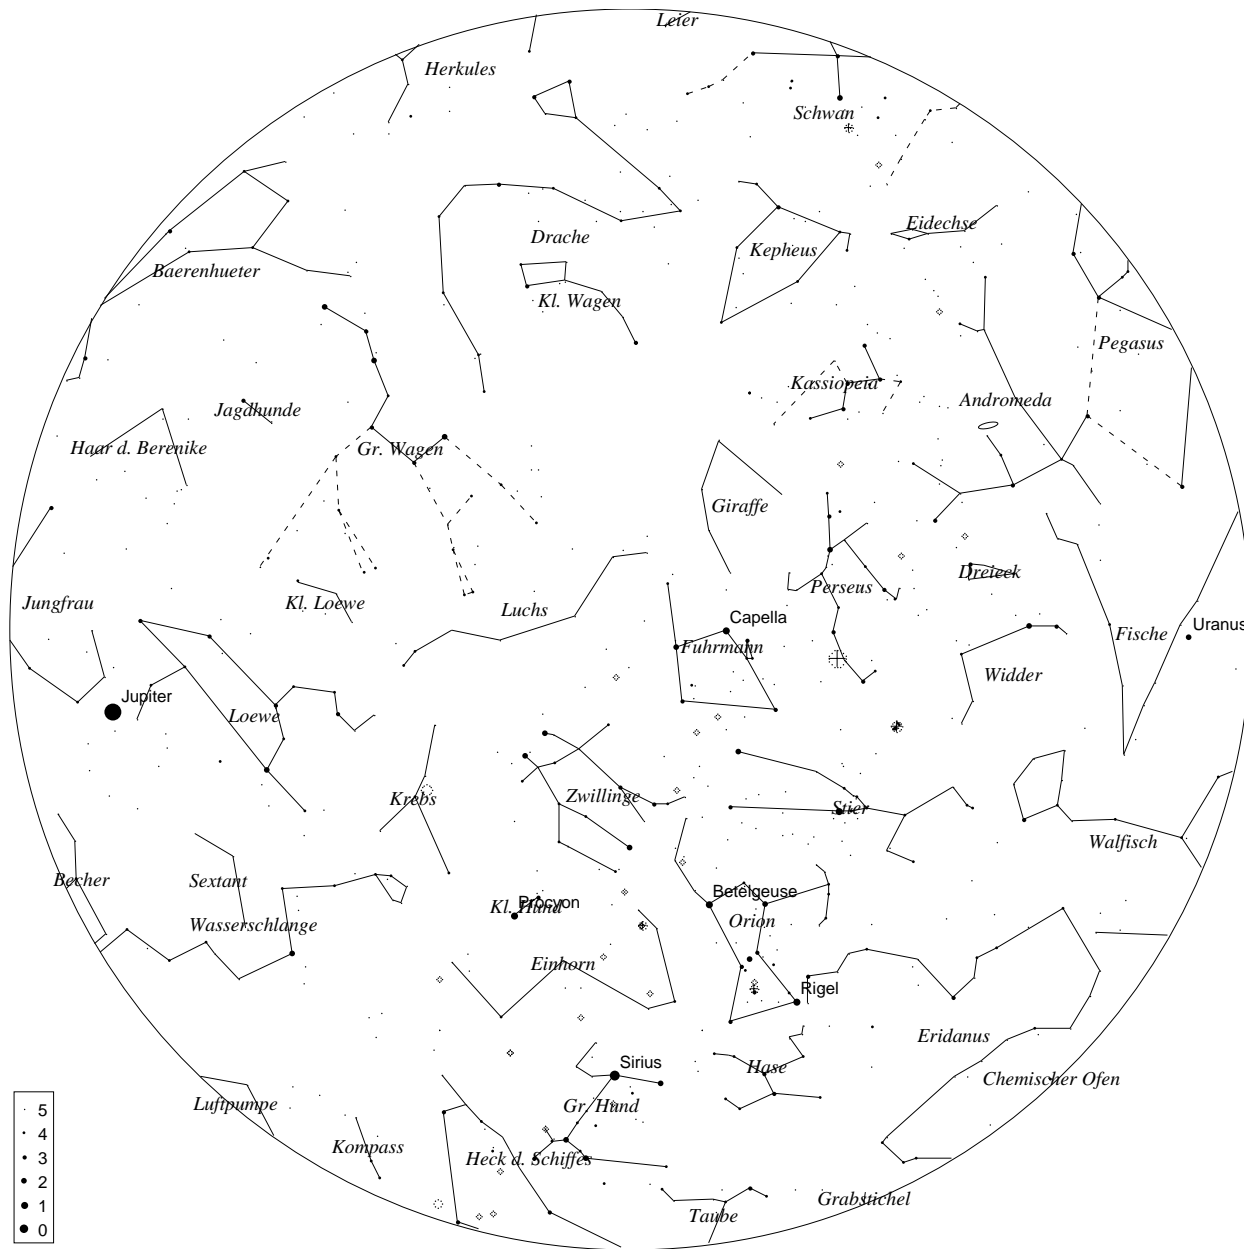 Leier
Herkules
Schwan
Drache
Kepheus
Eidechse
Baerenhueter
Kl. Wagen
Pegasus
Kassiopeia
Andromeda
Jagdhunde
Haar d. Berenike
Gr. Wagen
Giraffe
Dreieck
Perseus
Jungfrau
Kl. Loewe
Luchs
Capella
Fuhrmann
Fische
Uranus
Widder
Jupiter
Loewe
Krebs
Zwillinge
Stier
Walfisch
Becher
Sextant
Betelgeuse
Procyon
Kl. Hund
Wasserschlange
Orion
Einhorn
Rigel
Eridanus
Sirius
Hase
Chemischer Ofen
Luftpumpe
Gr. Hund
Kompass
Heck d. Schiffes
Grabstichel
Taube
5
4
3
2
1
0